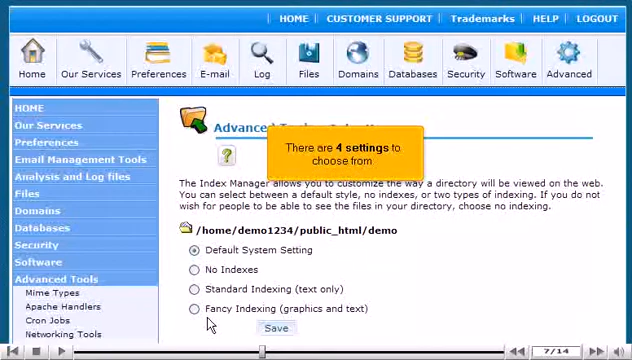 HOME CUSTOMER SUPPORT Trademarks HELP LOGOUT
Home Our Services Preferences E-mail Log Files Domains Databases Security Software Advanced
HOME
Our Services
Preferences
Email Management Tools
Analysis and Log files
Files
Domains
Databases
Security
Software
Advanced Tools
Mime Types
Apache Handlers
Cron Jobs
Networking Tools
Advanced
There are 4 settings to
choose from
The Index Manager allows you to customize the way a directory will be viewed on the web.
You can select between a default style, no indexes, or two types of indexing. If you do not
wish for people to be able to see the files in your directory, choose no indexing.
/home/demo1234/public_html/demo
Default System Setting
No Indexes
Standard Indexing (text only)
Fancy Indexing (graphics and text)
Save
7/14